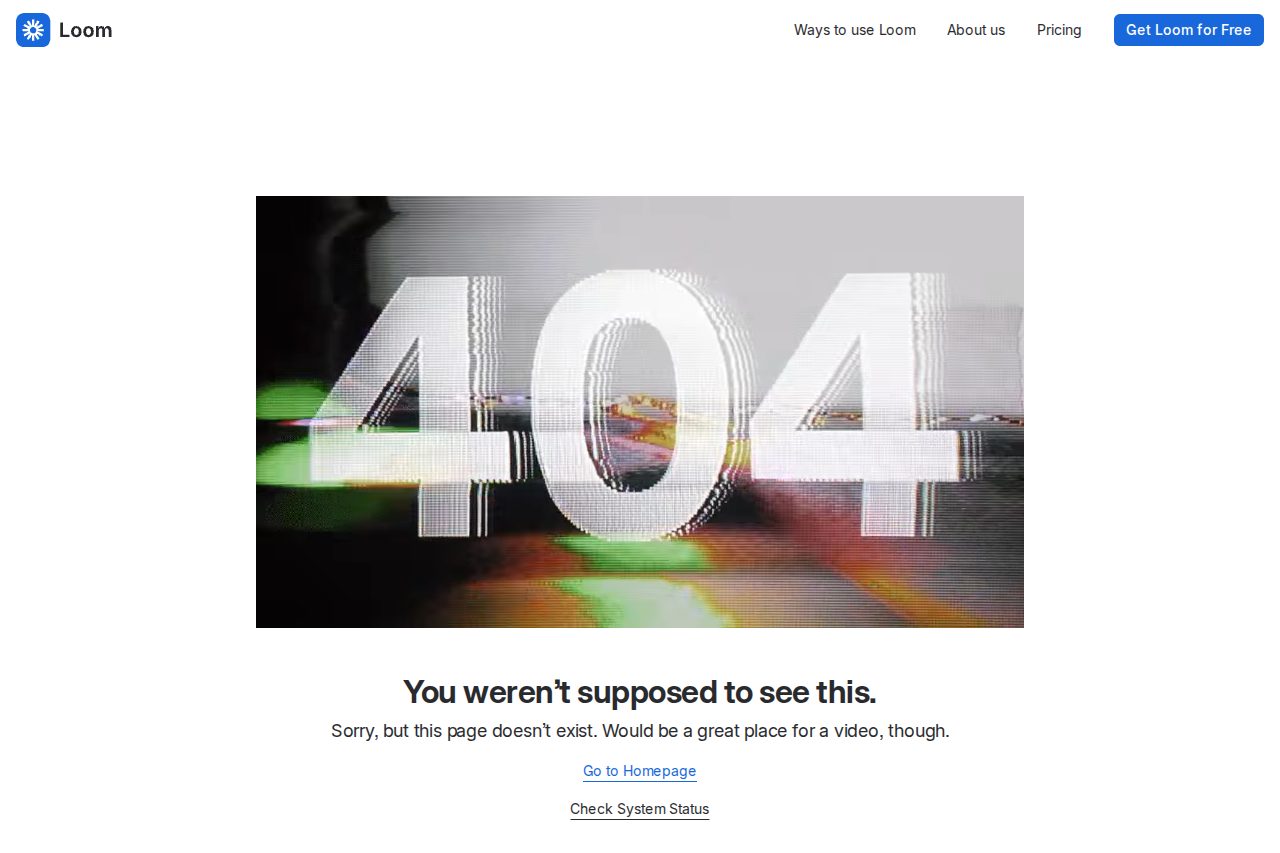 Loom
Ways to use Loom
About us
Pricing
Get Loom for Free
404
You weren’t supposed to see this.
Sorry, but this page doesn’t exist. Would be a great place for a video, though.
Go to Homepage
Check System Status